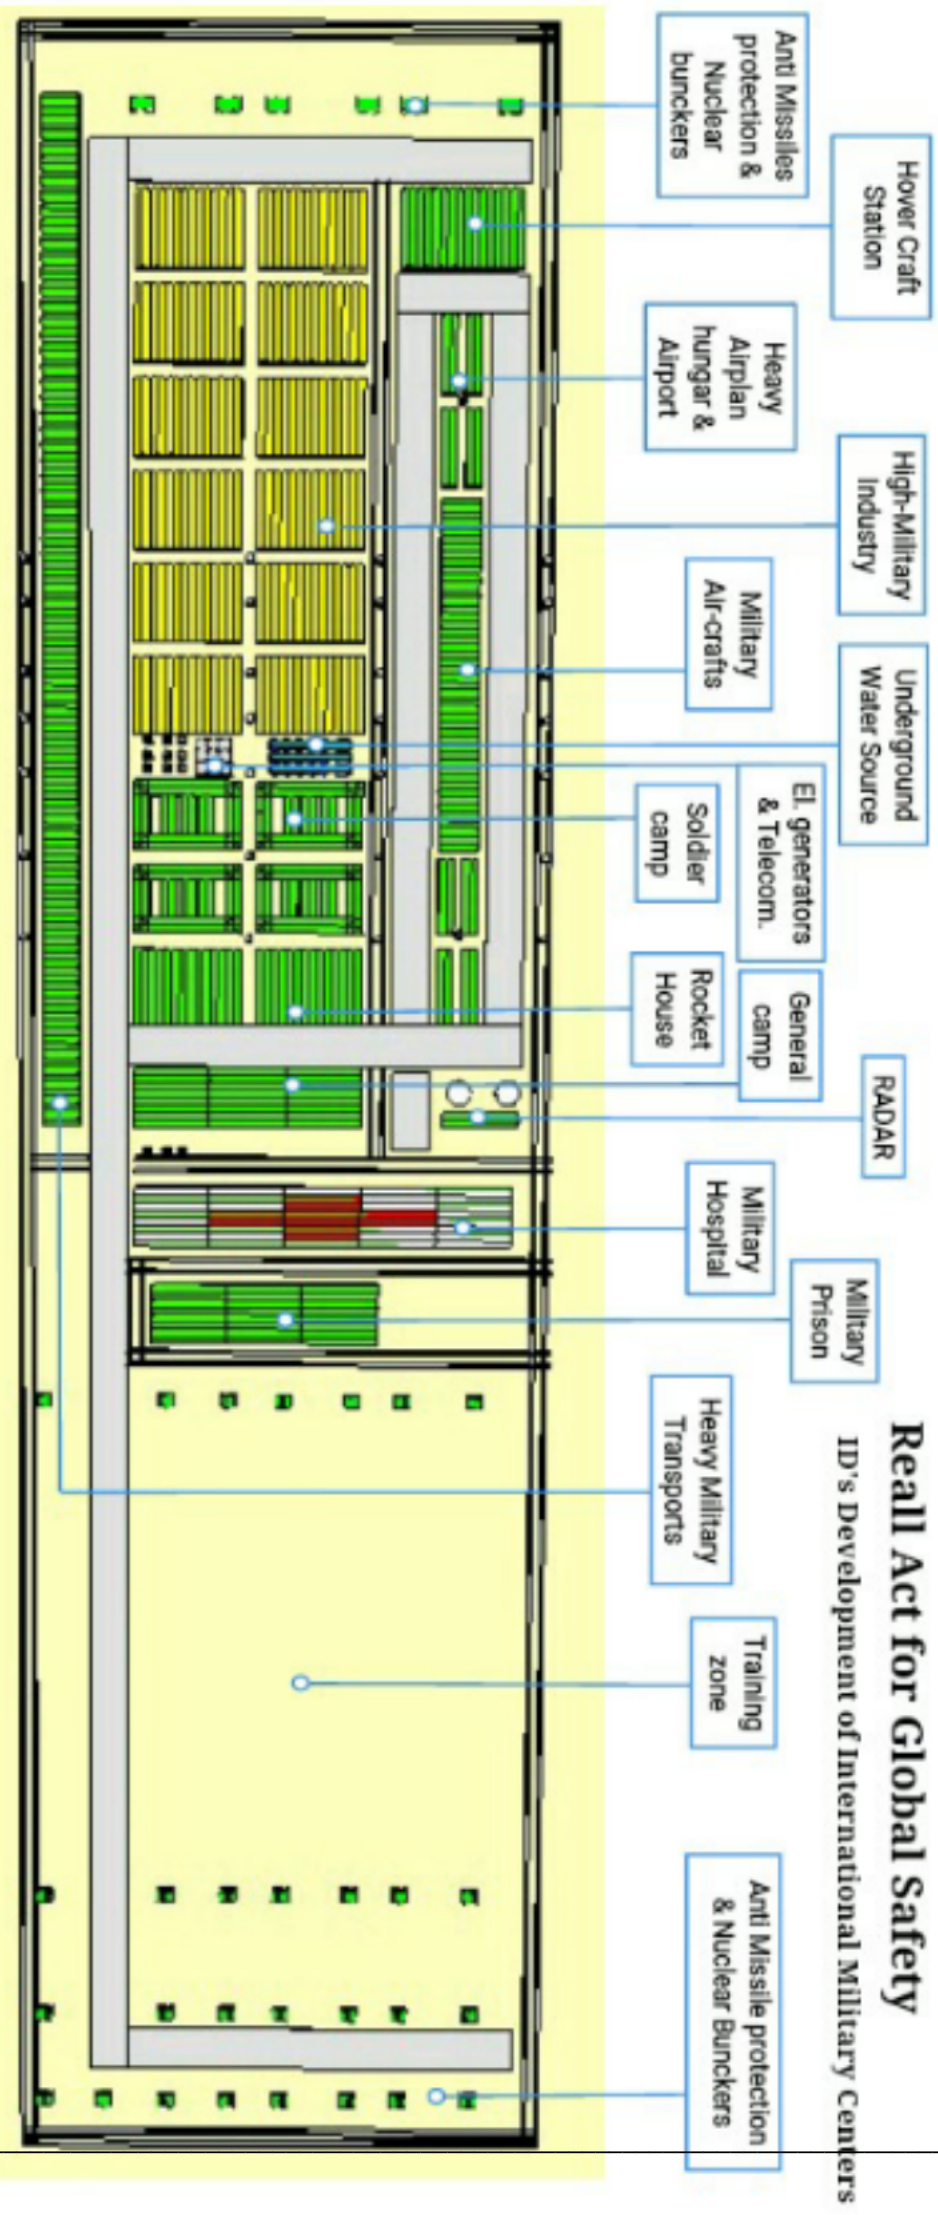 Reall Act for Global Safety
ID's Development of International Military Centers
Anti Missiles
protection &
Nuclear
bunckers
Hover Craft
Station
Heavy
Airplan
hungar &
Airport
High-Military
Industry
Military
Air-crafts
Underground
Water Source
El. generators
& Telecom.
Soldier
camp
Rocket
House
General
camp
RADAR
Military
Hospital
Military
Prison
Heavy Military
Transports
Training
zone
Anti Missile protection
& Nuclear Bunckers